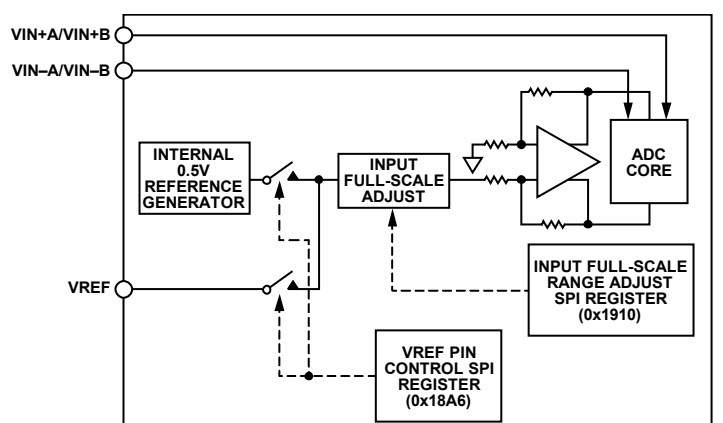 VIN+A/VIN+B
VIN–A/VIN–B
INTERNAL
0.5V
REFERENCE
GENERATOR
INPUT
FULL-SCALE
ADJUST
ADC
CORE
VREF
INPUT FULL-SCALE
RANGE ADJUST
SPI REGISTER
(0x1910)
VREF PIN
CONTROL SPI
REGISTER
(0x18A6)